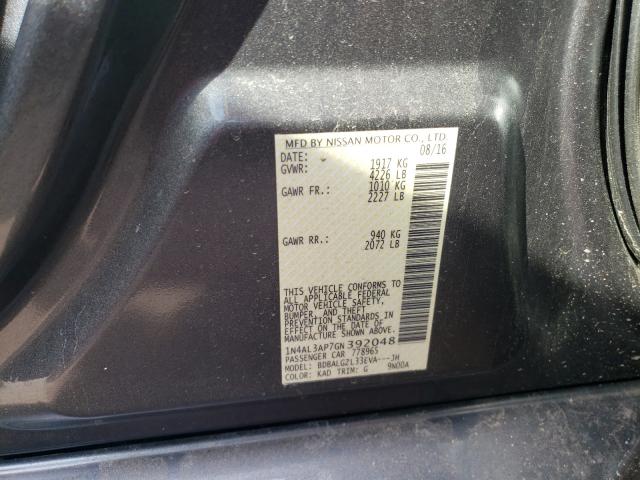 MFD BY NISSAN MOTOR CO., LTD
DATE: 08/16
GVWR: 1917 KG
4226 LB
GAWR FR.: 1010 KG
2227 LB
GAWR RR.: 940 KG
2072 LB
THIS VEHICLE CONFORMS TO
ALL APPLICABLE FEDERAL
MOTOR VEHICLE SAFETY,
BUMPER, AND THEFT
PREVENTION STANDARDS IN
EFFECT ON THE DATE OF
MANUFACTURE SHOWN ABOVE.
1N4AL3AP7GN392048
PASSENGER CAR 778965
MODEL: BDBALGZL33EVA---JH
COLOR: KAD TRIM: G 9N00A